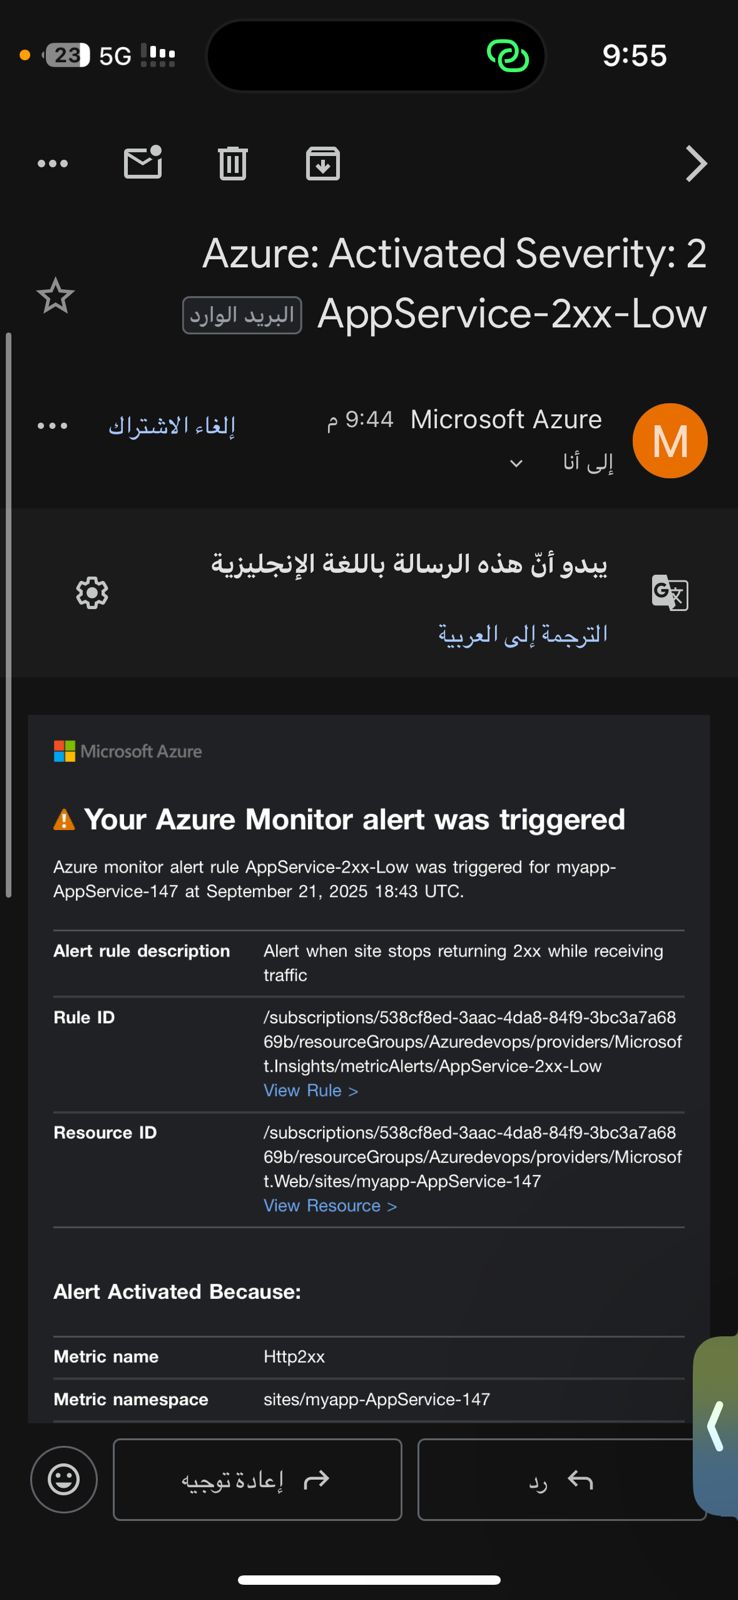 23 5G 9:55
Azure: Activated Severity: 2
AppService-2xx-Low البريد الوارد
Microsoft Azure 9:44 م إلغاء الاشتراك
M
إلى أنا
يبدو أنّ هذه الرسالة باللغة الإنجليزية
الترجمة إلى العربية
Microsoft Azure
Your Azure Monitor alert was triggered
Azure monitor alert rule AppService-2xx-Low was triggered for myapp-
AppService-147 at September 21, 2025 18:43 UTC.
Alert rule description Alert when site stops returning 2xx while receiving
traffic
Rule ID /subscriptions/538cf8ed-3aac-4da8-84f9-3bc3a7a68
69b/resourceGroups/Azuredevops/providers/Microsof
t.Insights/metricAlerts/AppService-2xx-Low
View Rule >
Resource ID /subscriptions/538cf8ed-3aac-4da8-84f9-3bc3a7a68
69b/resourceGroups/Azuredevops/providers/Microsof
t.Web/sites/myapp-AppService-147
View Resource >
Alert Activated Because:
Metric name Http2xx
Metric namespace sites/myapp-AppService-147
رد إعادة توجيه